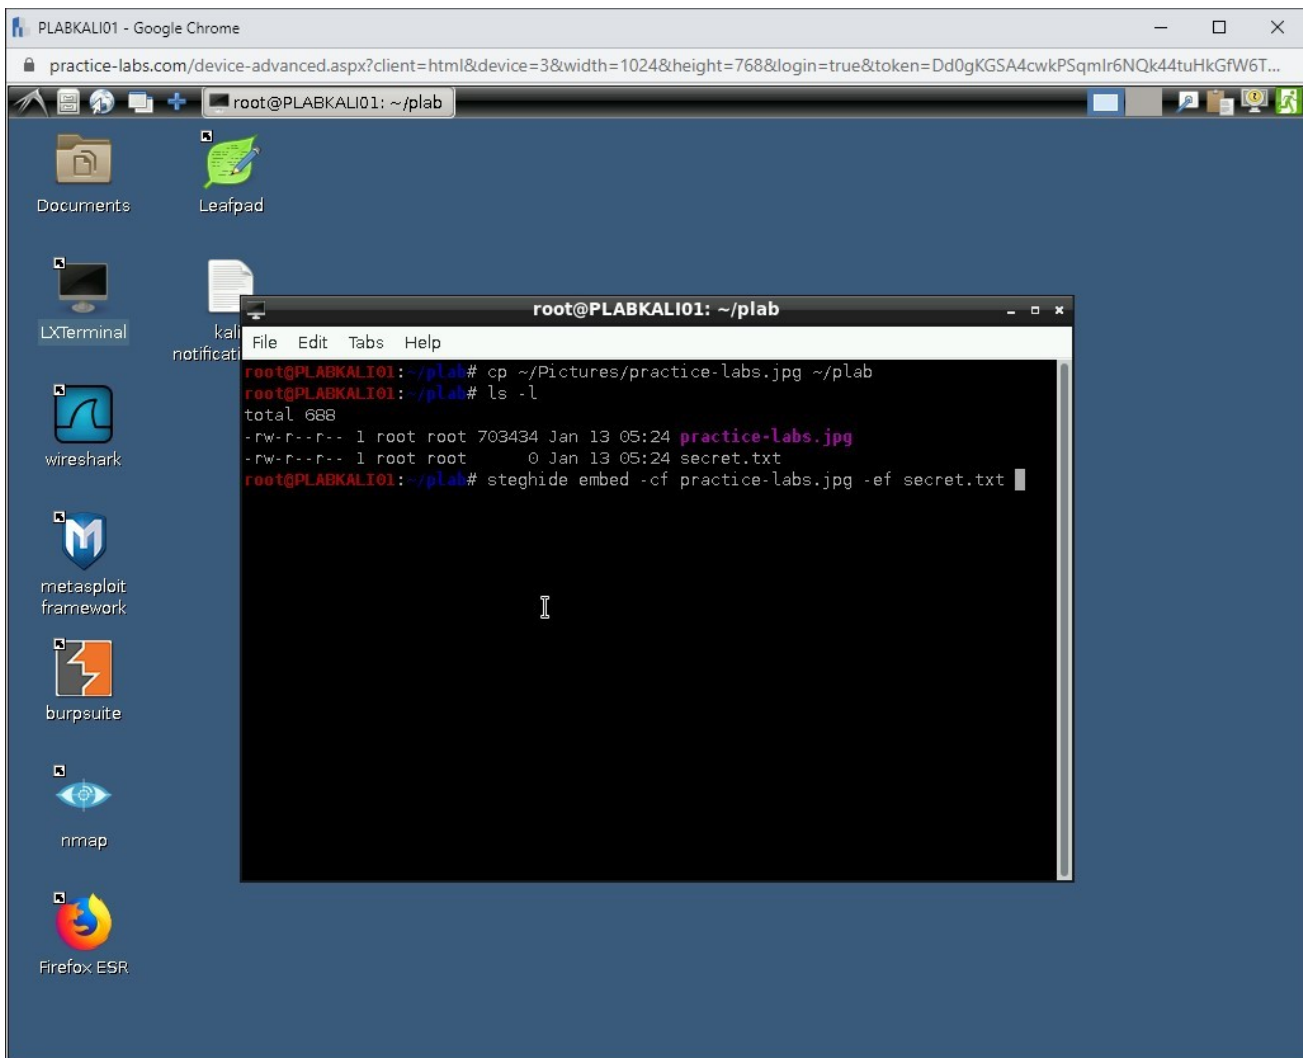 PLABKALI01 - Google Chrome
practice-labs.com/device-advanced.aspx?client=html&device=3&width=1024&height=768&login=true&token=Dd0gKGSA4cwkPSqmIr6NQk44tuHkGfW6T...
root@PLABKALI01: ~/plab
Documents
Leafpad
LXTerminal
kali
notificati
wireshark
metasploit
framework
burpsuite
nmap
Firefox ESR
root@PLABKALI01: ~/plab
File Edit Tabs Help
root@PLABKALI01:~/plab# cp ~/Pictures/practice-labs.jpg ~/plab
root@PLABKALI01:~/plab# ls -l
total 688
-rw-r--r-- 1 root root 703434 Jan 13 05:24 practice-labs.jpg
-rw-r--r-- 1 root root      0 Jan 13 05:24 secret.txt
root@PLABKALI01:~/plab# steghide embed -cf practice-labs.jpg -ef secret.txt